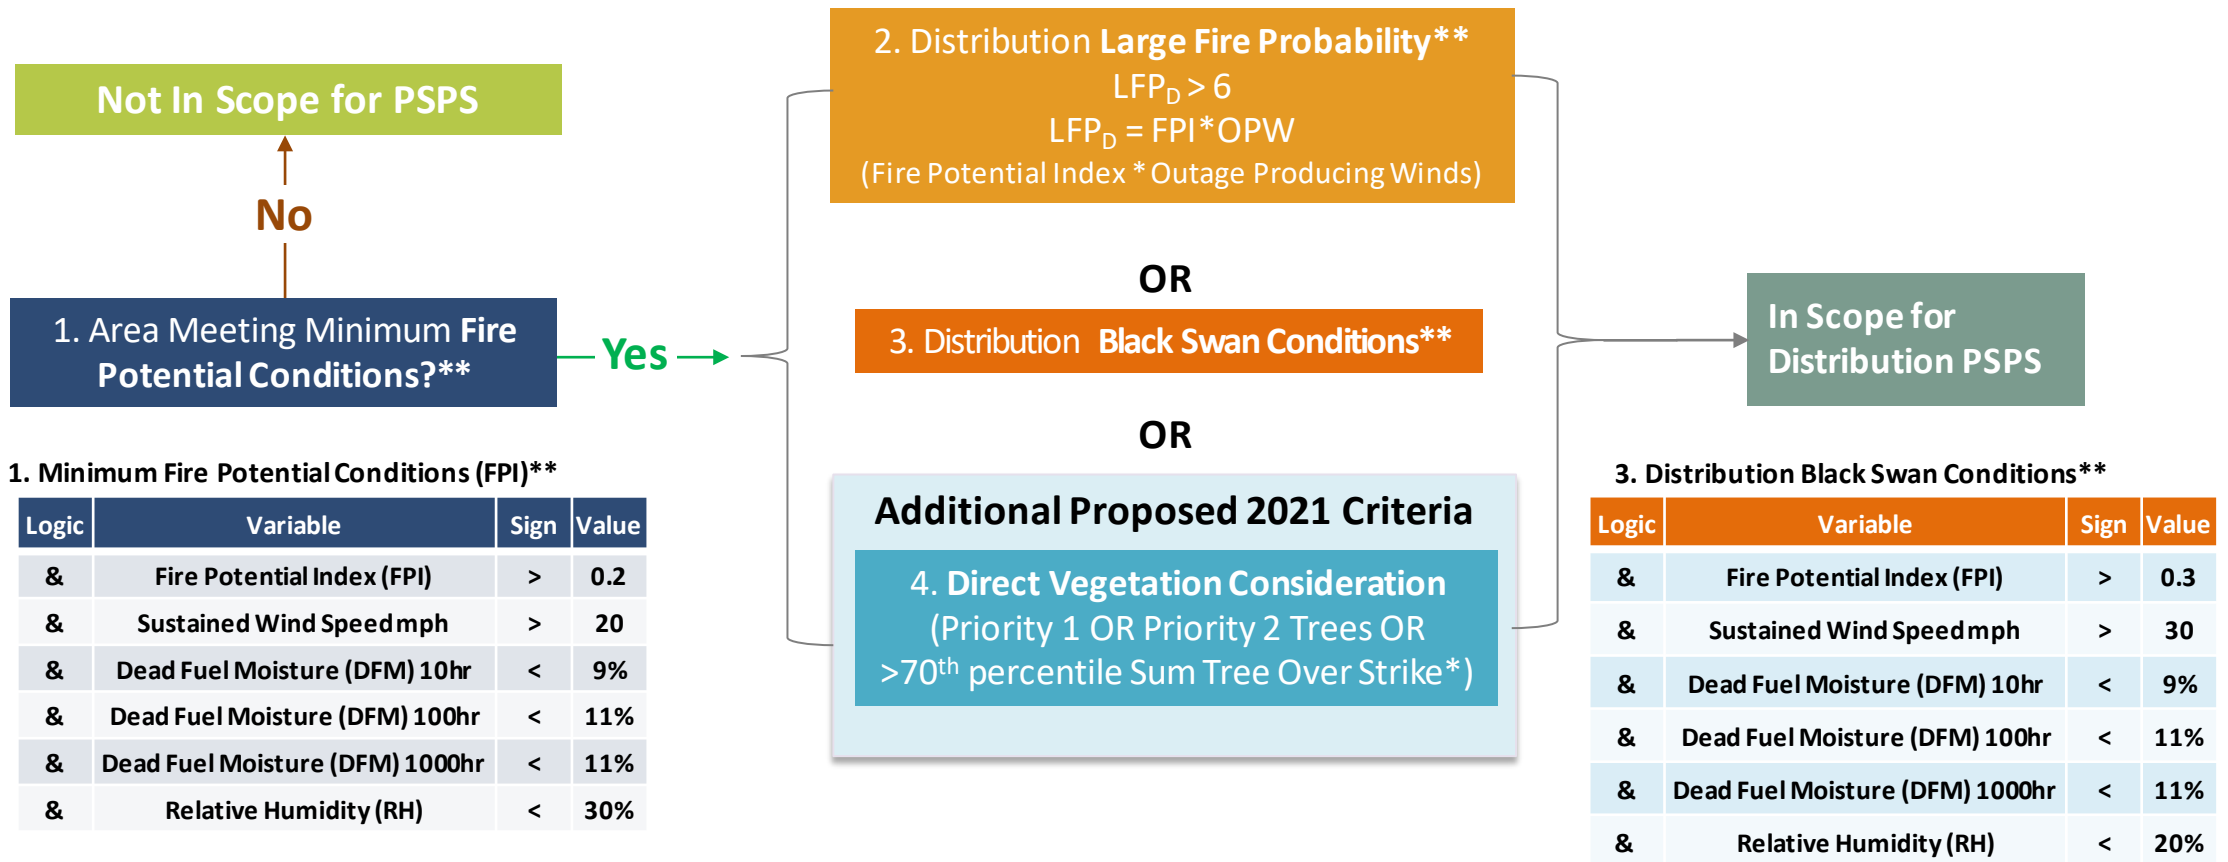 Not In Scope for PSPS
No
1. Area Meeting Minimum Fire
Potential Conditions?**
Yes
2. Distribution Large Fire Probability**
LFPD > 6
LFPD = FPI*OPW
(Fire Potential Index * Outage Producing Winds)
OR
3. Distribution Black Swan Conditions**
OR
Additional Proposed 2021 Criteria
4. Direct Vegetation Consideration
(Priority 1 OR Priority 2 Trees OR
>70th percentile Sum Tree Over Strike*)
In Scope for
Distribution PSPS
1. Minimum Fire Potential Conditions (FPI)**
Logic Variable Sign Value
& Fire Potential Index (FPI) > 0.2
& Sustained Wind Speed mph > 20
& Dead Fuel Moisture (DFM) 10hr < 9%
& Dead Fuel Moisture (DFM) 100hr < 11%
& Dead Fuel Moisture (DFM) 1000hr < 11%
& Relative Humidity (RH) < 30%
3. Distribution Black Swan Conditions**
Logic Variable Sign Value
& Fire Potential Index (FPI) > 0.3
& Sustained Wind Speed mph > 30
& Dead Fuel Moisture (DFM) 10hr < 9%
& Dead Fuel Moisture (DFM) 100hr < 11%
& Dead Fuel Moisture (DFM) 1000hr < 11%
& Relative Humidity (RH) < 20%